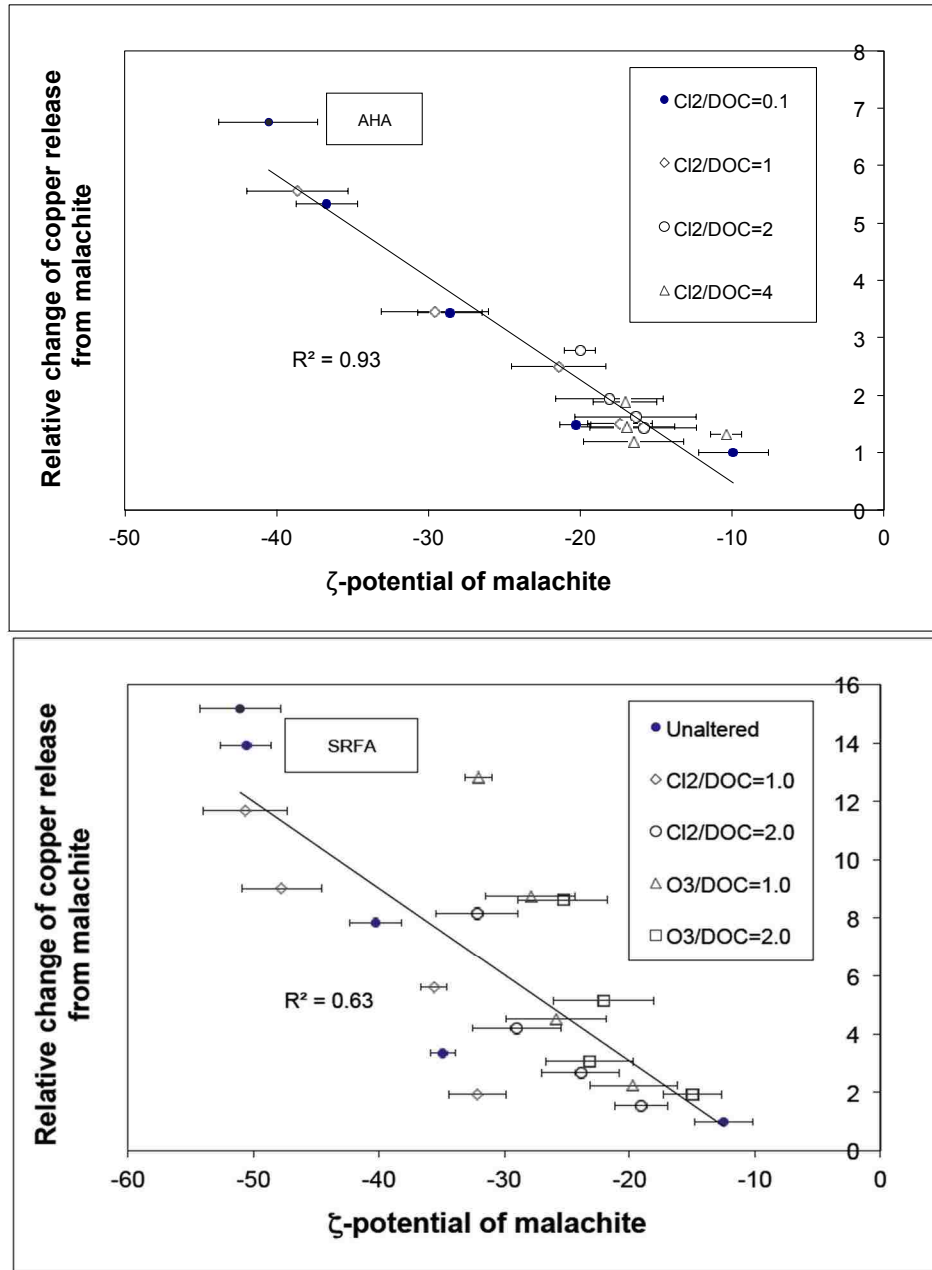 Relative change of copper release
from malachite
AHA
R² = 0.93
Cl2/DOC=0.1
Cl2/DOC=1
Cl2/DOC=2
Cl2/DOC=4
8
7
6
5
4
3
2
1
0
-50 -40 -30 -20 -10 0
ζ-potential of malachite
Relative change of copper release
from malachite
SRFA
R² = 0.63
Unaltered
Cl2/DOC=1.0
Cl2/DOC=2.0
O3/DOC=1.0
O3/DOC=2.0
16
14
12
10
8
6
4
2
0
-60 -50 -40 -30 -20 -10 0
ζ-potential of malachite